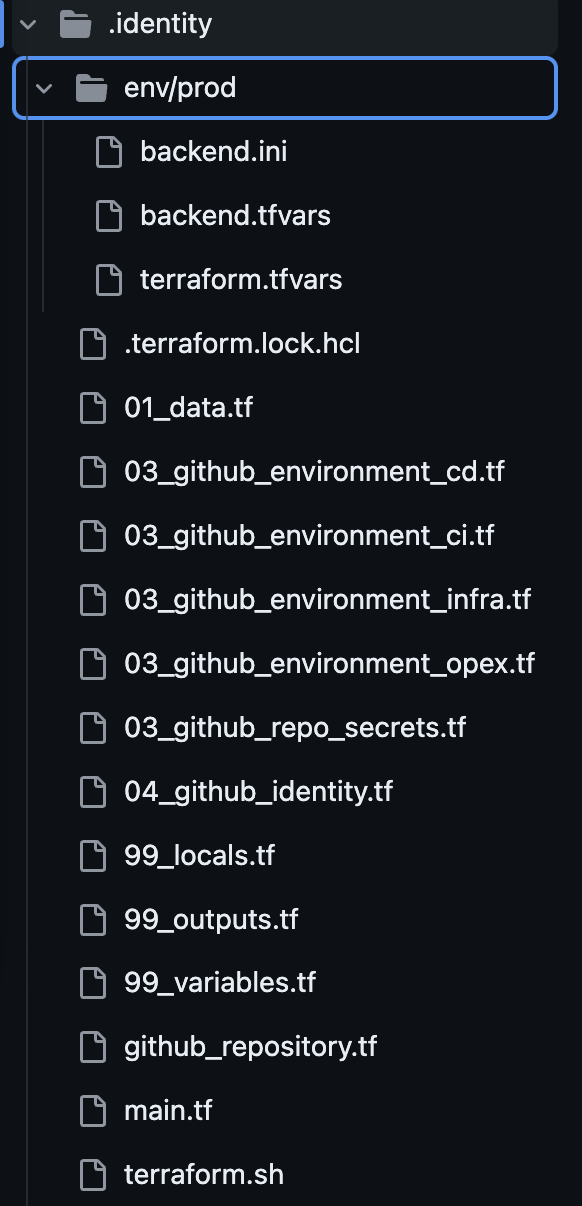 .identity
env/prod
backend.ini
backend.tfvars
terraform.tfvars
.terraform.lock.hcl
01_data.tf
03_github_environment_cd.tf
03_github_environment_ci.tf
03_github_environment_infra.tf
03_github_environment_opex.tf
03_github_repo_secrets.tf
04_github_identity.tf
99_locals.tf
99_outputs.tf
99_variables.tf
github_repository.tf
main.tf
terraform.sh